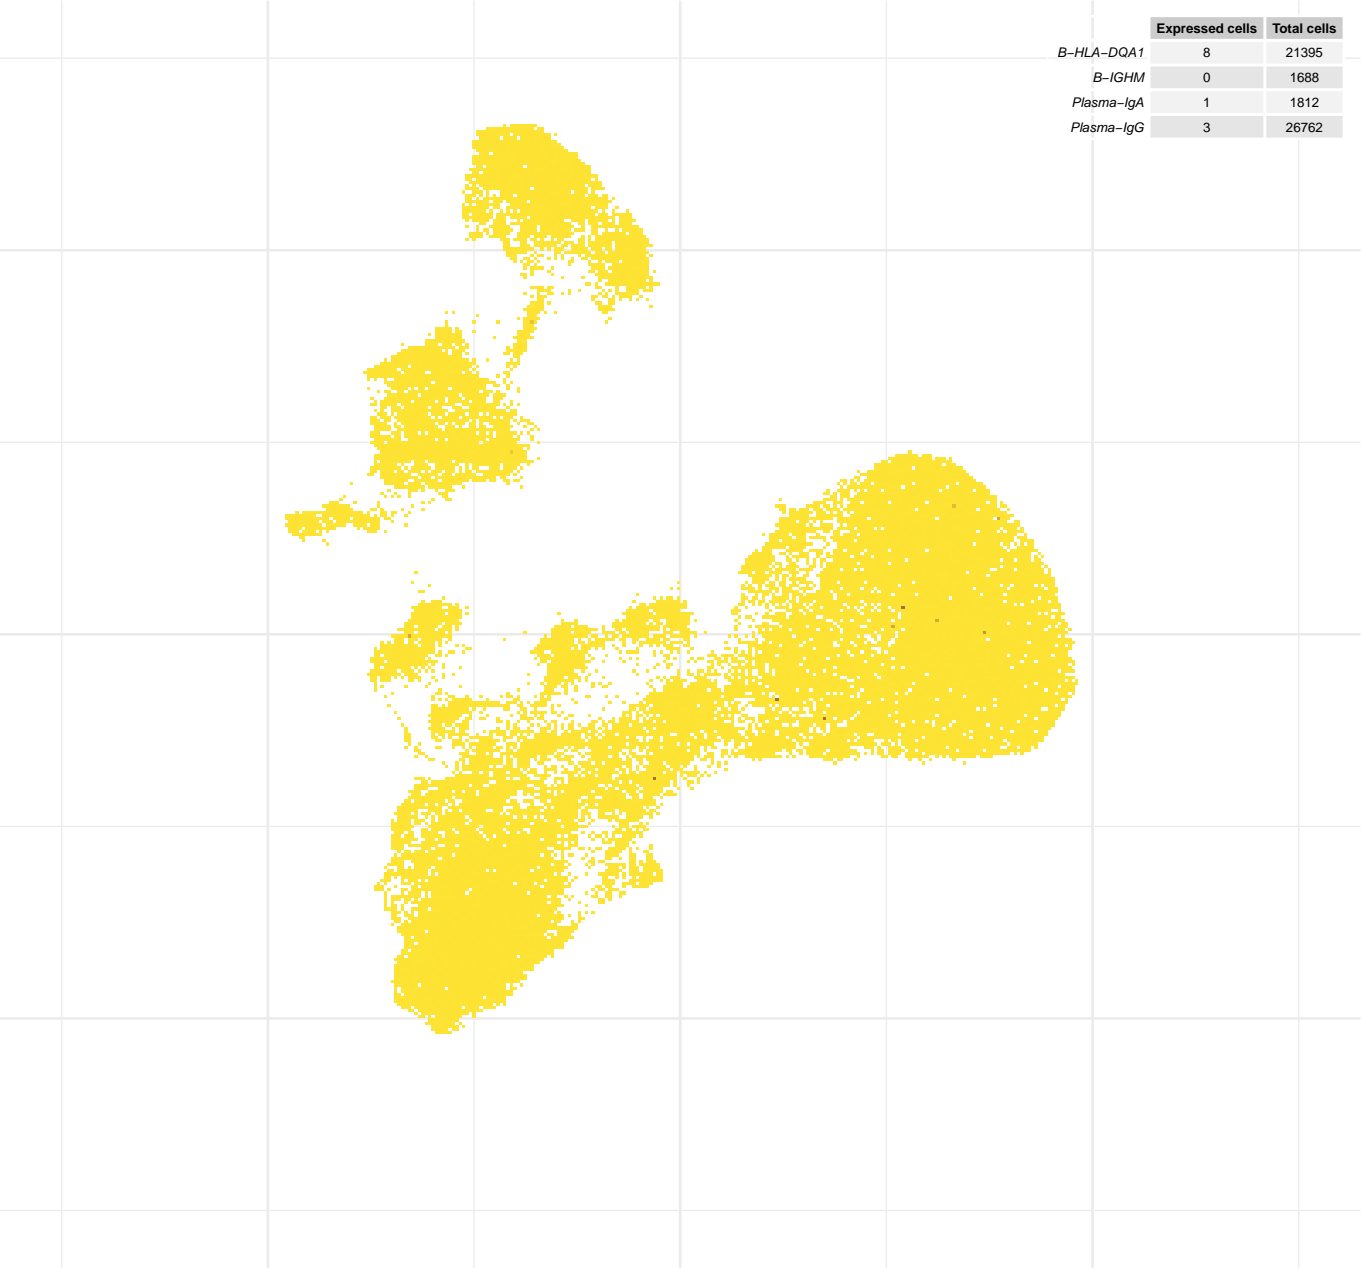 Expressed cells Total cells
B−HLA−DQA1 8 21395
B−IGHM 0 1688
Plasma−IgA 1 1812
Plasma−IgG 3 26762